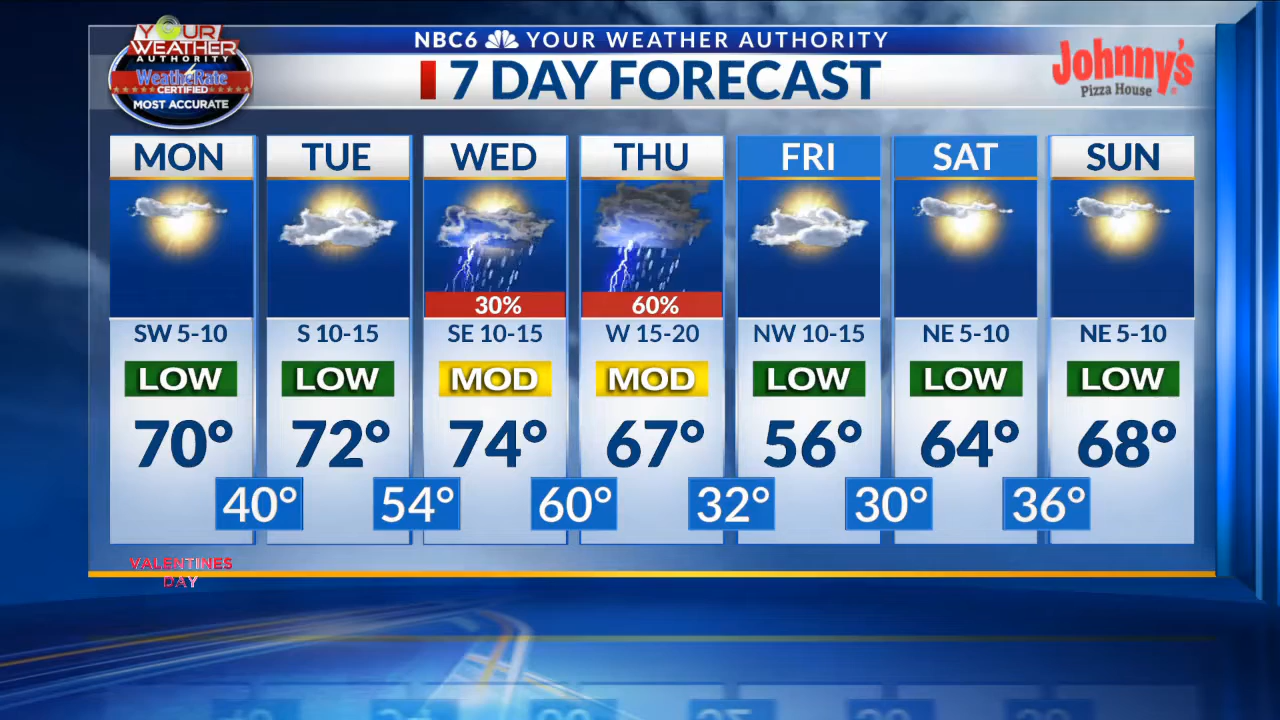 YOUR
WEATHER
AUTHORITY
WeatheRate
CERTIFIED
MOST ACCURATE
NBC6 YOUR WEATHER AUTHORITY
7 DAY FORECAST
Johnny's
Pizza House
MON TUE WED THU FRI SAT SUN
30% 60%
SW 5-10 S 10-15 SE 10-15 W 15-20 NW 10-15 NE 5-10 NE 5-10
LOW LOW MOD MOD LOW LOW LOW
70° 72° 74° 67° 56° 64° 68°
40° 54° 60° 32° 30° 36°
VALENTINES
DAY